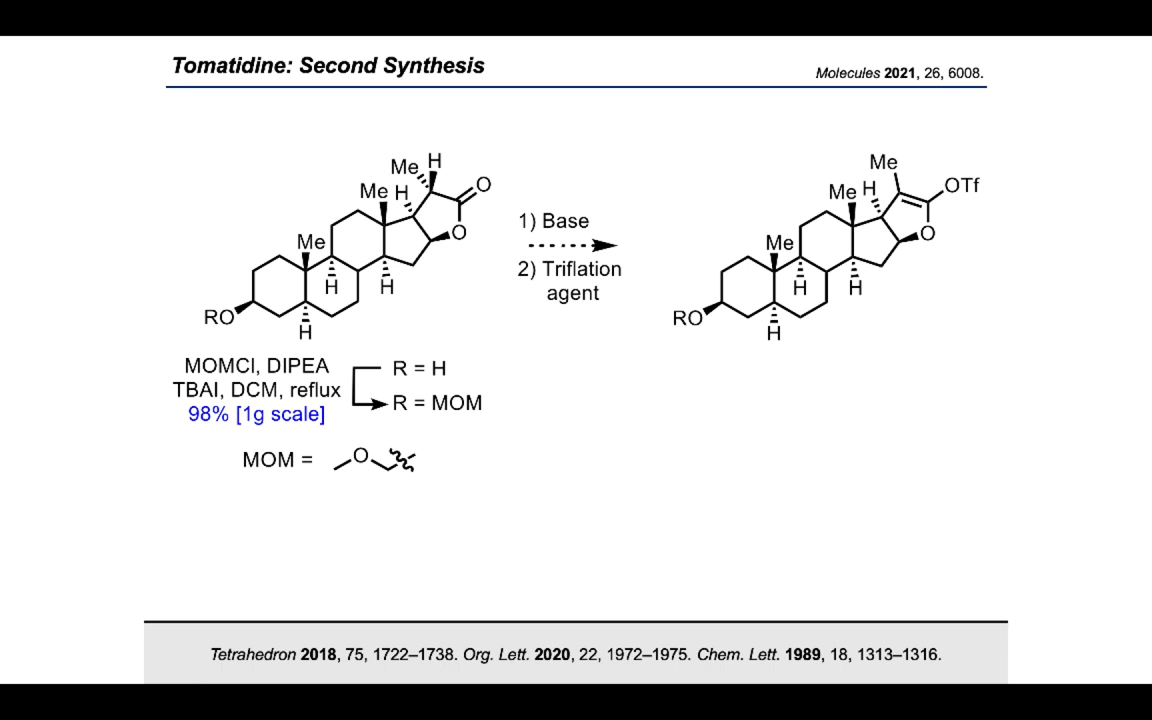 Tomatidine: Second Synthesis
Molecules 2021, 26, 6008.
Me H
Me H O
Me O
H H
RO
H
1) Base
2) Triflation
agent
Me
Me H OTf
Me O
H H
RO
H
MOMCl, DIPEA
TBAI, DCM, reflux
98% [1g scale]
R = H
R = MOM
MOM = O
Tetrahedron 2018, 75, 1722–1738. Org. Lett. 2020, 22, 1972–1975. Chem. Lett. 1989, 18, 1313–1316.